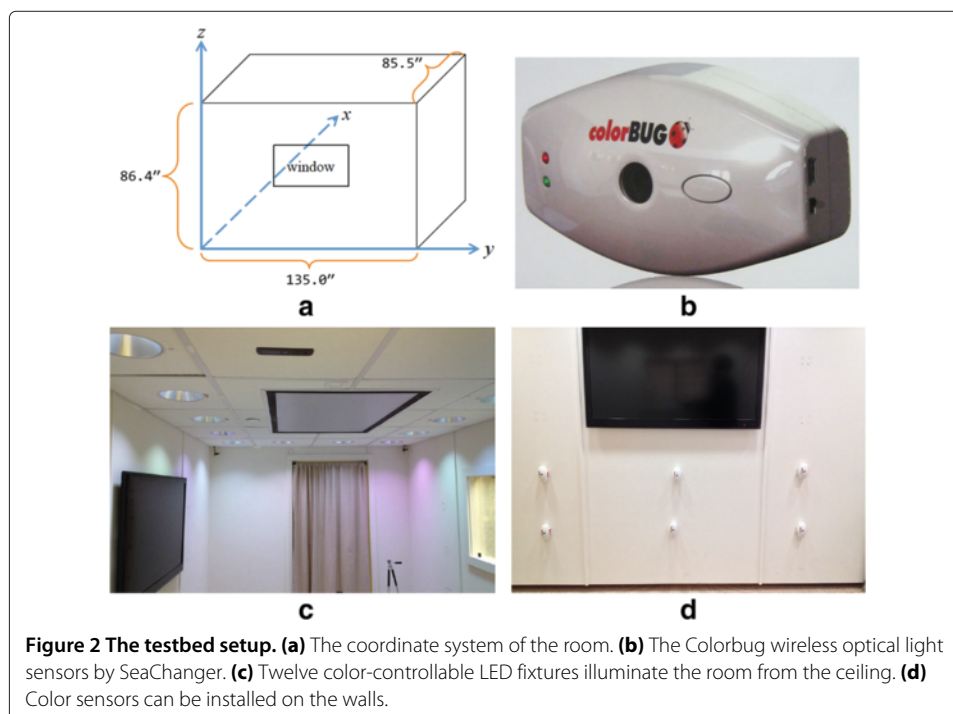 z
85.5”
x
86.4”
window
y
135.0”
a
colorBUG
b
c
d
Figure 2 The testbed setup. (a) The coordinate system of the room. (b) The Colorbug wireless optical light
sensors by SeaChanger. (c) Twelve color-controllable LED fixtures illuminate the room from the ceiling. (d)
Color sensors can be installed on the walls.